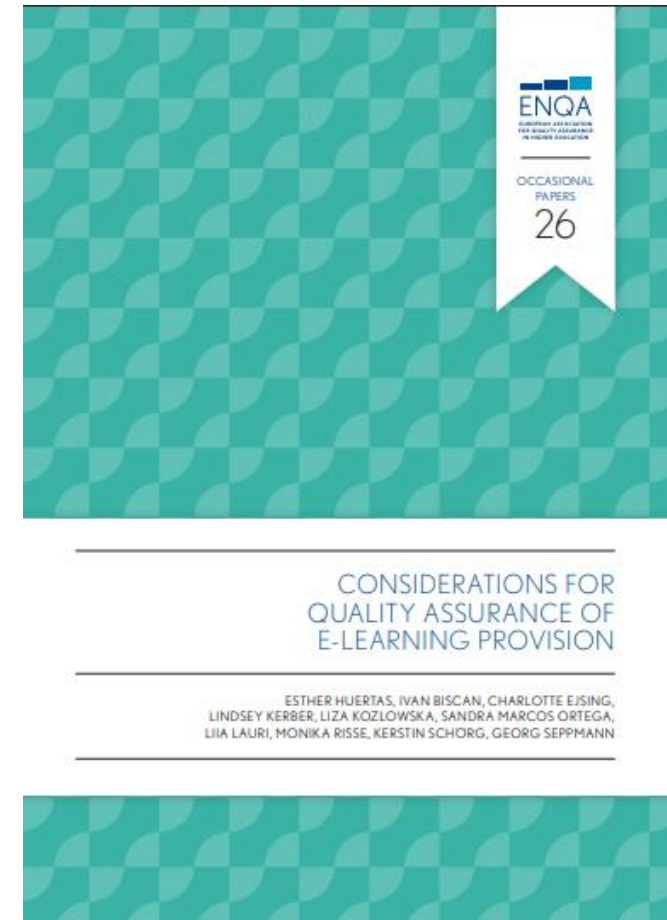 ENQA
EUROPEAN ASSOCIATION
FOR QUALITY ASSURANCE
IN HIGHER EDUCATION
OCCASIONAL
PAPERS
26
CONSIDERATIONS FOR
QUALITY ASSURANCE OF
E-LEARNING PROVISION
ESTHER HUERTAS, IVAN BISCAN, CHARLOTTE EJSING,
LINDSEY KERBER, LIZA KOZLOWSKA, SANDRA MARCOS ORTEGA,
LIIA LAURI, MONIKA RISSE, KERSTIN SCHÖRG, GEORG SEPPMANN